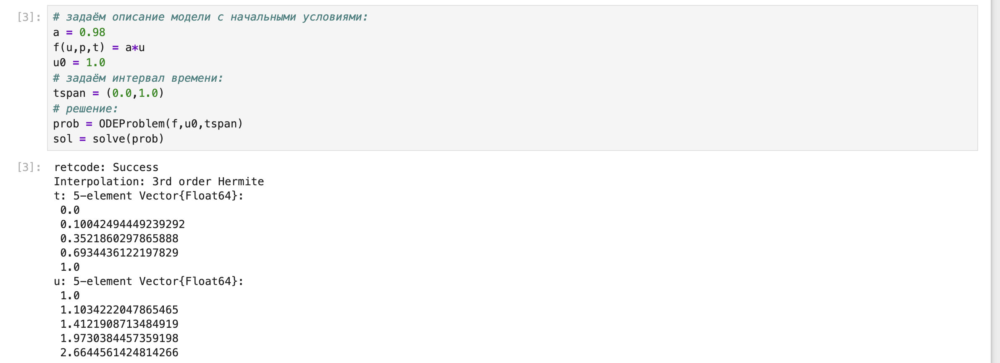 [3]: # задаём описание модели с начальными условиями:
a = 0.98
f(u,p,t) = a*u
u0 = 1.0
# задаём интервал времени:
tspan = (0.0,1.0)
# решение:
prob = ODEProblem(f,u0,tspan)
sol = solve(prob)
[3]: retcode: Success
Interpolation: 3rd order Hermite
t: 5-element Vector{Float64}:
0.0
0.10042494449239292
0.3521860297865888
0.6934436122197829
1.0
u: 5-element Vector{Float64}:
1.0
1.1034222047865465
1.4121908713484919
1.9730384457359198
2.6644561424814266